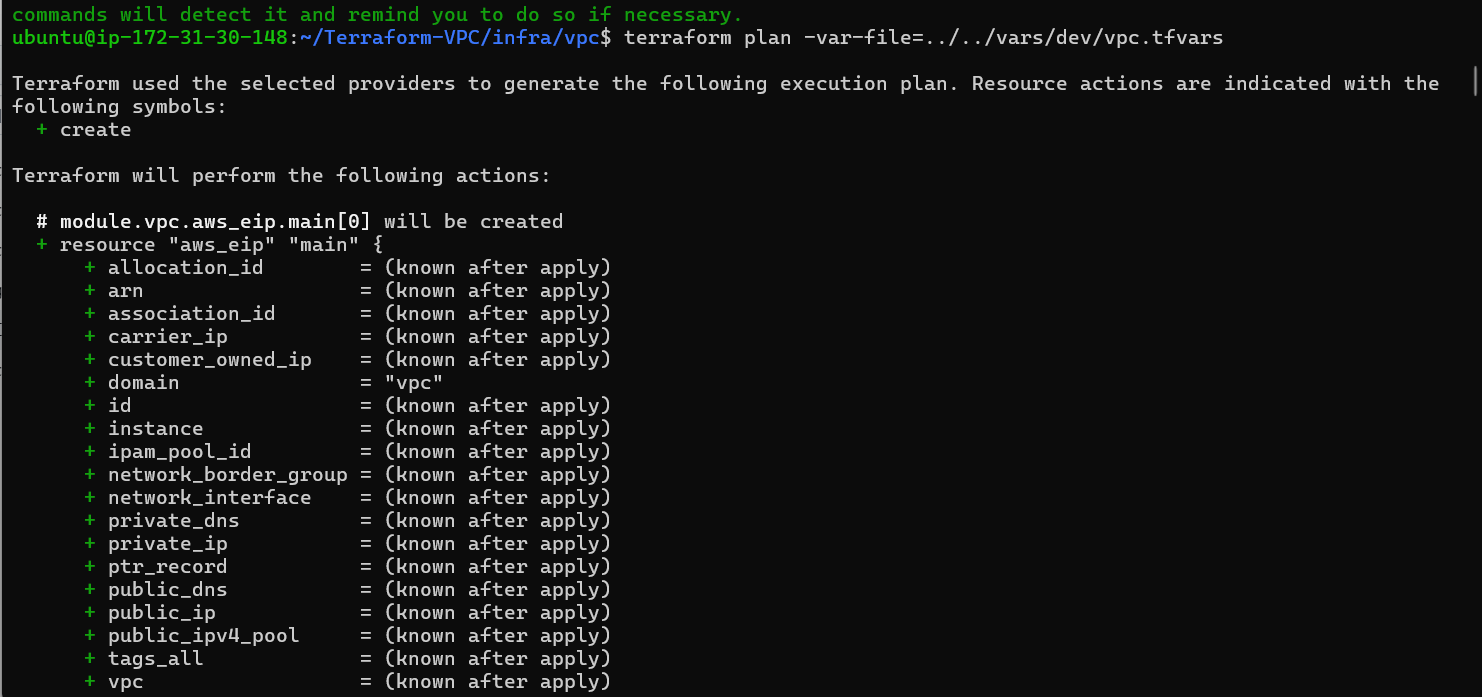 commands will detect it and remind you to do so if necessary.
ubuntu@ip-172-31-30-148:~/Terraform-VPC/infra/vpc$ terraform plan -var-file=../../vars/dev/vpc.tfvars
Terraform used the selected providers to generate the following execution plan. Resource actions are indicated with the
following symbols:
+ create
Terraform will perform the following actions:
# module.vpc.aws_eip.main[0] will be created
+ resource "aws_eip" "main" {
+ allocation_id = (known after apply)
+ arn = (known after apply)
+ association_id = (known after apply)
+ carrier_ip = (known after apply)
+ customer_owned_ip = (known after apply)
+ domain = "vpc"
+ id = (known after apply)
+ instance = (known after apply)
+ ipam_pool_id = (known after apply)
+ network_border_group = (known after apply)
+ network_interface = (known after apply)
+ private_dns = (known after apply)
+ private_ip = (known after apply)
+ ptr_record = (known after apply)
+ public_dns = (known after apply)
+ public_ip = (known after apply)
+ public_ipv4_pool = (known after apply)
+ tags_all = (known after apply)
+ vpc = (known after apply)